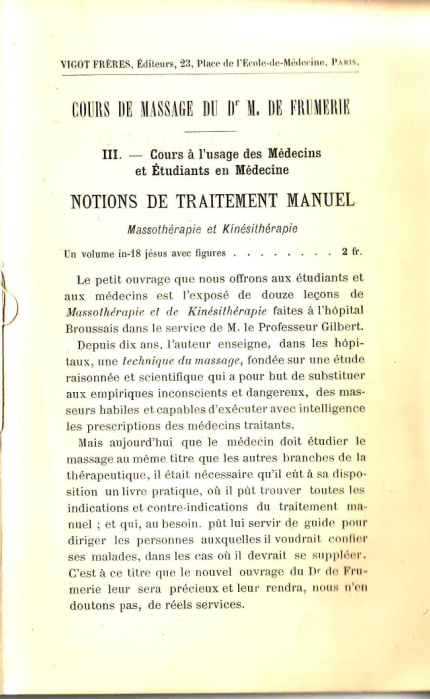 VIGOT FRÈRES, Éditeurs, 23, Place de l'Ecole-de-Médecine, PARIS.
COURS DE MASSAGE DU Dr M. DE FRUMERIE
III. — Cours à l'usage des Médecins
et Étudiants en Médecine
NOTIONS DE TRAITEMENT MANUEL
Massothérapie et Kinésithérapie
Un volume in-18 jésus avec figures . . . . . . . . 2 fr.
Le petit ouvrage que nous offrons aux étudiants et
aux médecins est l'exposé de douze leçons de
Massothérapie et de Kinésithérapie faites à l'hôpital
Broussais dans le service de M. le Professeur Gilbert.
Depuis dix ans, l'auteur enseigne, dans les hôpi-
taux, une technique du massage, fondée sur une étude
raisonnée et scientifique qui a pour but de substituer
aux empiriques inconscients et dangereux, des mas-
seurs habiles et capables d'exécuter avec intelligence
les prescriptions des médecins traitants.
Mais aujourd'hui que le médecin doit étudier le
massage au même titre que les autres branches de la
thérapeutique, il était nécessaire qu'il eût à sa dispo-
sition un livre pratique, où il pût trouver toutes les
indications et contre-indications du traitement ma-
nuel ; et qui, au besoin. pût lui servir de guide pour
diriger les personnes auxquelles il voudrait confier
ses malades, dans les cas où il devrait se suppléer.
C'est à ce titre que le nouvel ouvrage du Dr de Fru-
merie leur sera précieux et leur rendra, nous n'en
doutons pas, de réels services.